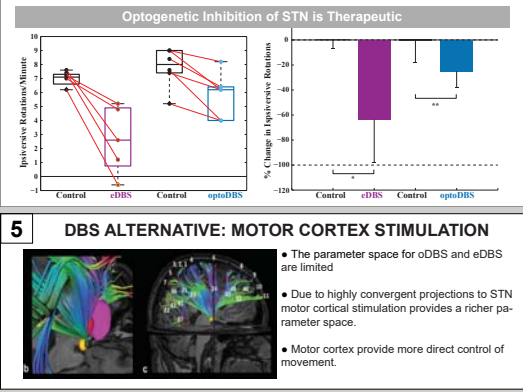 Optogenetic Inhibition of STN is Therapeutic
Ipsiversive Rotations/Minute
10
9
8
7
6
5
4
3
2
1
0
−1
Control eDBS Control optoDBS
% Change in Ispsiversive Rotations
0
−20
−40
−60
−80
−100
−120
*
**
Control eDBS Control optoDBS
5 DBS ALTERNATIVE: MOTOR CORTEX STIMULATION
b
c
● The parameter space for oDBS and eDBS
are limited
● Due to highly convergent projections to STN
motor cortical stimulation provides a richer pa-
rameter space.
● Motor cortex provide more direct control of
movement.